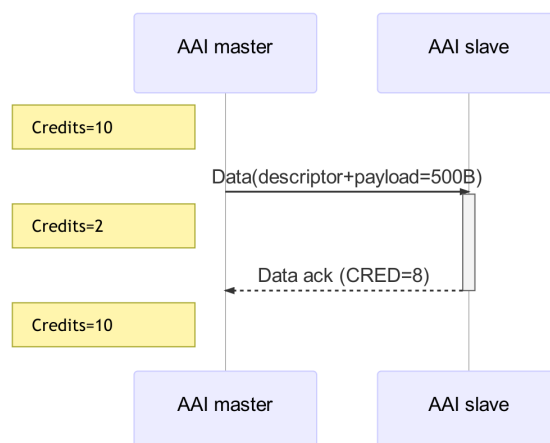 AAI master
AAI slave
Credits=10
Data(descriptor+payload=500B)
Credits=2
Data ack (CRED=8)
Credits=10
AAI master
AAI slave